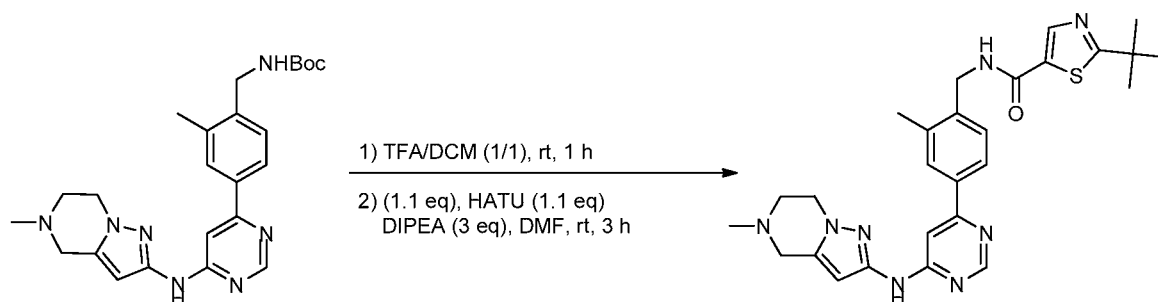 NHBoc
N
N
N
N
H
N
N
1) TFA/DCM (1/1), rt, 1 h
2) (1.1 eq), HATU (1.1 eq)
DIPEA (3 eq), DMF, rt, 3 h
N
S
H
N
O
N
N
N
N
H
N
N